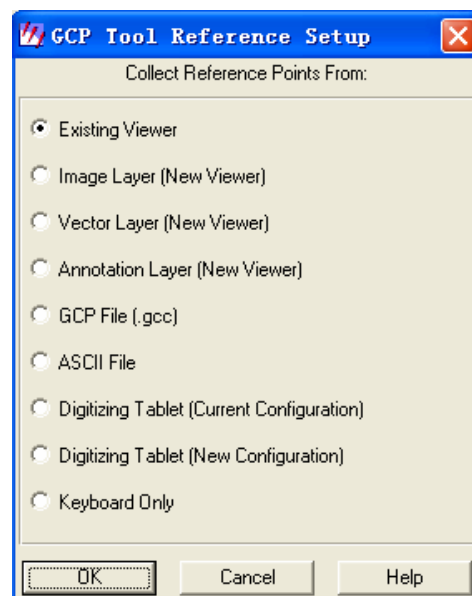 GCP Tool Reference Setup
Collect Reference Points From:
Existing Viewer
Image Layer (New Viewer)
Vector Layer (New Viewer)
Annotation Layer (New Viewer)
GCP File (.gcc)
ASCII File
Digitizing Tablet (Current Configuration)
Digitizing Tablet (New Configuration)
Keyboard Only
OK Cancel Help